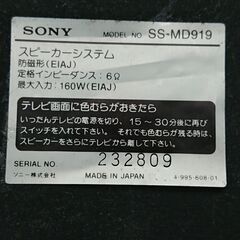 SONY MODEL NO. SS-MD919
スピーカーシステム
防磁形(EIAJ)
定格インピーダンス：6Ω
最大入力：160W(EIAJ)
テレビ画面に色むらがおきたら
いったんテレビの電源を切り、15～30分後に再び
スイッチを入れて下さい。それでも色むらが残るときは、
スピーカーをさらにテレビから離して下さい。
SERIAL NO. 232809
ソニー株式会社 MADE IN JAPAN 4-995-608-01